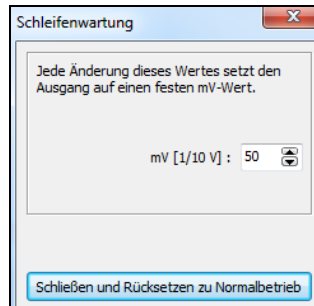 Schleifenwartung
Jede Änderung dieses Wertes setzt den
Ausgang auf einen festen mV-Wert.
mV [1/10 V] : 50
Schließen und Rücksetzen zu Normalbetrieb